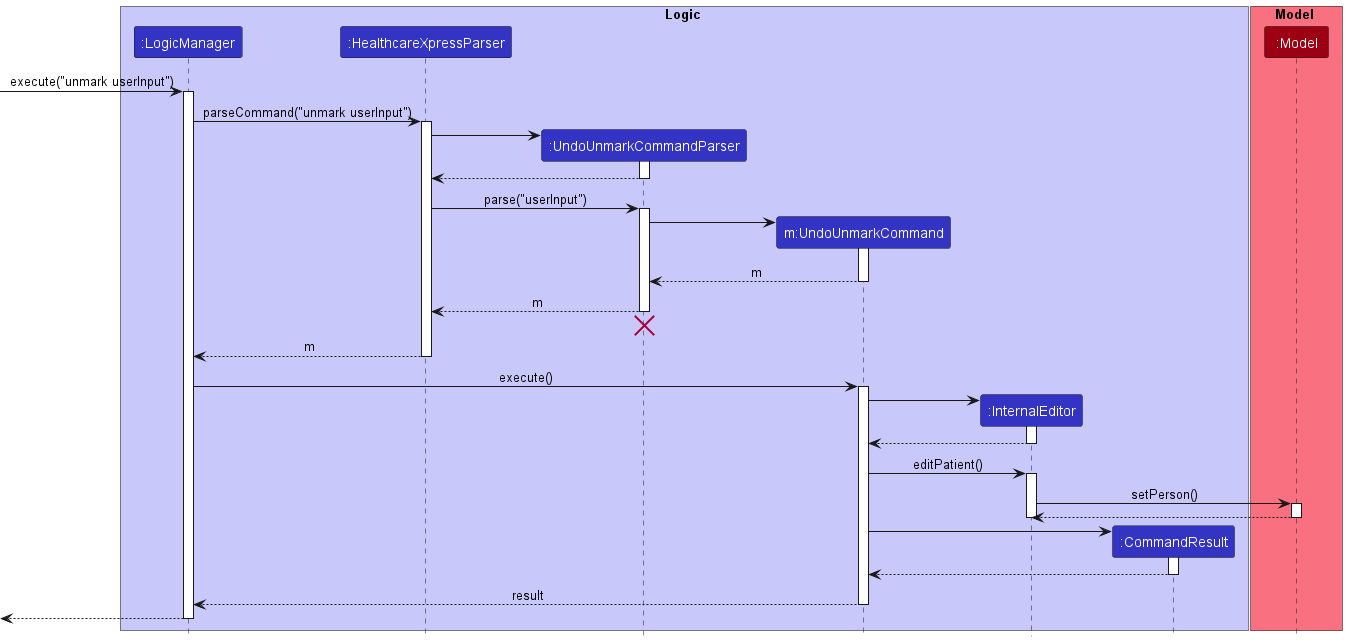 Logic
Model
:LogicManager
:HealthcareXpressParser
:Model
execute("unmark userInput")
parseCommand("unmark userInput")
:UndoUnmarkCommandParser
parse("userInput")
m:UndoUnmarkCommand
m
m
m
execute()
:InternalEditor
editPatient()
setPerson()
:CommandResult
result